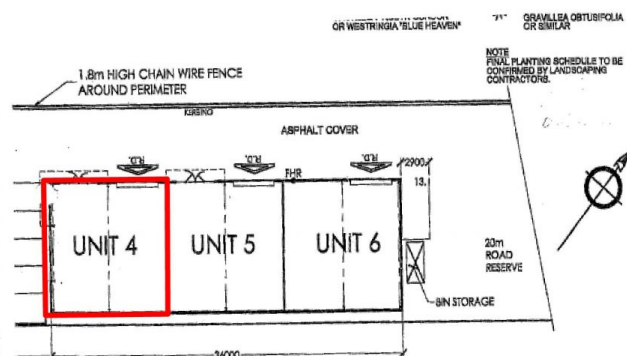 OR WESTRINGIA "BLUE HEAVEN"
GRAVILLEA OBTUSIFOLIA
OR SIMILAR
NOTE
FINAL PLANTING SCHEDULE TO BE
CONFIRMED BY LANDSCAPING
CONTRACTORS.
1.8m HIGH CHAIN WIRE FENCE
AROUND PERIMETER
KERBING
ASPHALT COVER
R.D.
R.D.
R.D.
FHR
2900
13.
UNIT 4
UNIT 5
UNIT 6
20m
ROAD
RESERVE
BIN STORAGE
36000